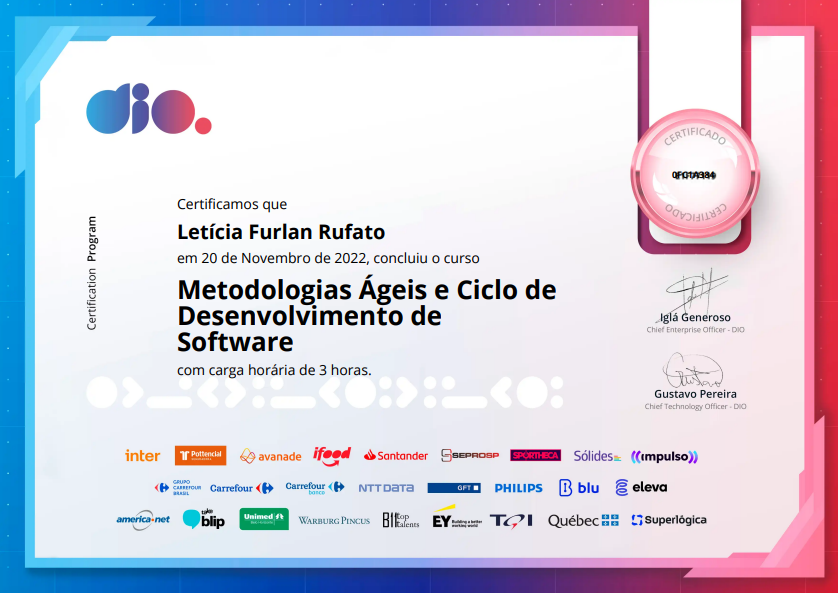 dio.
CERTIFICADO
CERTIFICADO
Certification Program
Certificamos que
Letícia Furlan Rufato
em 20 de Novembro de 2022, concluiu o curso
Metodologias Ágeis e Ciclo de
Desenvolvimento de
Software
com carga horária de 3 horas.
Iglá Generoso
Chief Enterprise Officer - DIO
Gustavo Pereira
Chief Technology Officer - DIO
inter Pottencial avanade ifood Santander SEPROSP SPORTHECA Sólides impulso
GRUPO CARREFOUR BRASIL Carrefour Carrefour banco NTT DATA GFT PHILIPS blu eleva
america net take blip Unimed WARBURG PINCUS BHtop talents EY Building a better working world Québec Superlógica